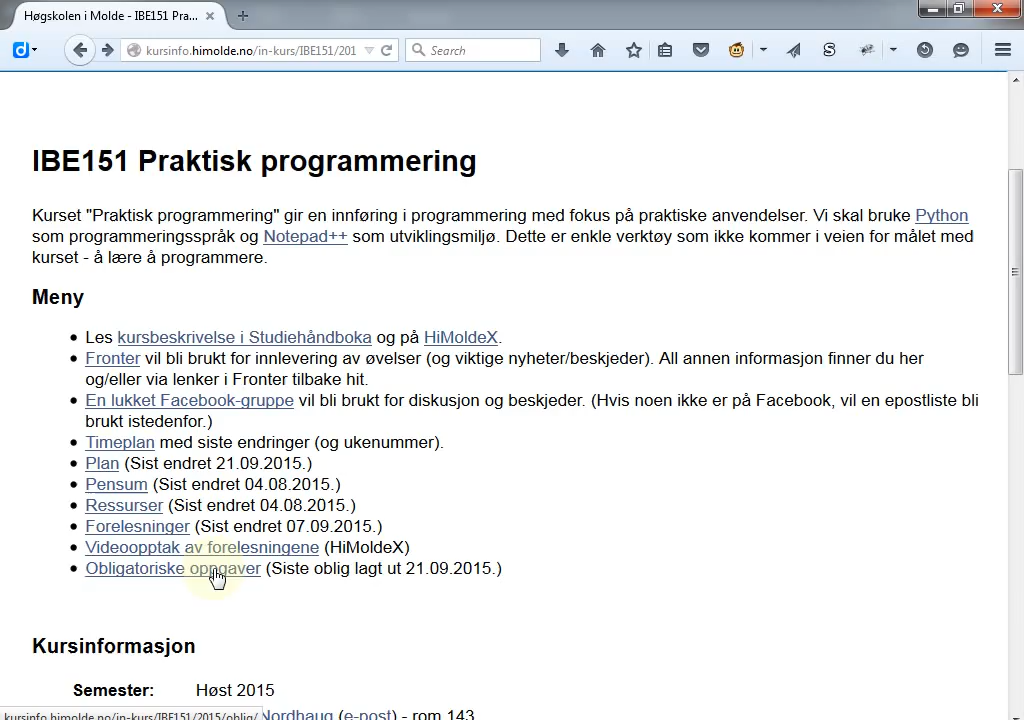 Høgskolen i Molde - IBE151 Pra...
kursinfo.himolde.no/in-kurs/IBE151/201
Search
IBE151 Praktisk programmering
Kurset "Praktisk programmering" gir en innføring i programmering med fokus på praktiske anvendelser. Vi skal bruke Python
som programmeringsspråk og Notepad++ som utviklingsmiljø. Dette er enkle verktøy som ikke kommer i veien for målet med
kurset - å lære å programmere.
Meny
Les kursbeskrivelse i Studiehåndboka og på HiMoldeX.
Fronter vil bli brukt for innlevering av øvelser (og viktige nyheter/beskjeder). All annen informasjon finner du her
og/eller via lenker i Fronter tilbake hit.
En lukket Facebook-gruppe vil bli brukt for diskusjon og beskjeder. (Hvis noen ikke er på Facebook, vil en epostliste bli
brukt istedenfor.)
Timeplan med siste endringer (og ukenummer).
Plan (Sist endret 21.09.2015.)
Pensum (Sist endret 04.08.2015.)
Ressurser (Sist endret 04.08.2015.)
Forelesninger (Sist endret 07.09.2015.)
Videoopptak av forelesningene (HiMoldeX)
Obligatoriske oppgaver (Siste oblig lagt ut 21.09.2015.)
Kursinformasjon
Semester: Høst 2015
kursinfo.himolde.no/in-kurs/IBE151/2015/oblig/ Nordhaug (e-post) - rom 143